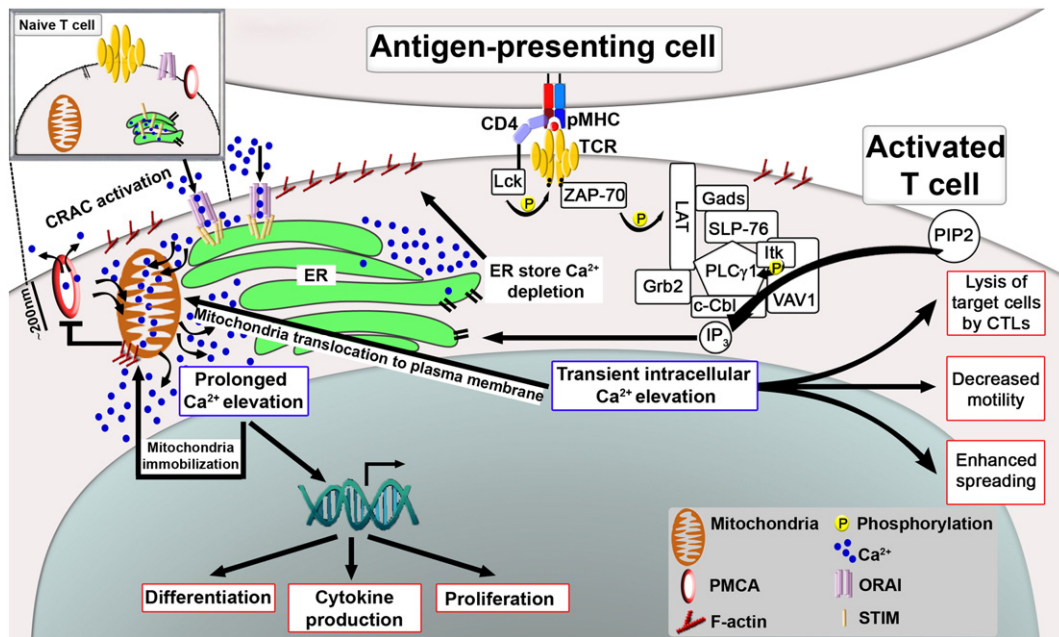 Naive T cell
Antigen-presenting cell
CD4
pMHC
TCR
Lck
P
ZAP-70
P
LAT
Gads
SLP-76
Itk
P
PLCγ1
Grb2
c-Cbl
VAV1
Activated
T cell
PIP2
IP3
CRAC activation
~200nm
ER
ER store Ca²⁺
depletion
Mitochondria translocation to plasma membrane
Prolonged
Ca²⁺ elevation
Transient intracellular
Ca²⁺ elevation
Lysis of
target cells
by CTLs
Decreased
motility
Enhanced
spreading
Mitochondria
immobilization
Differentiation
Cytokine
production
Proliferation
Mitochondria
P Phosphorylation
Ca²⁺
PMCA
ORAI
F-actin
STIM